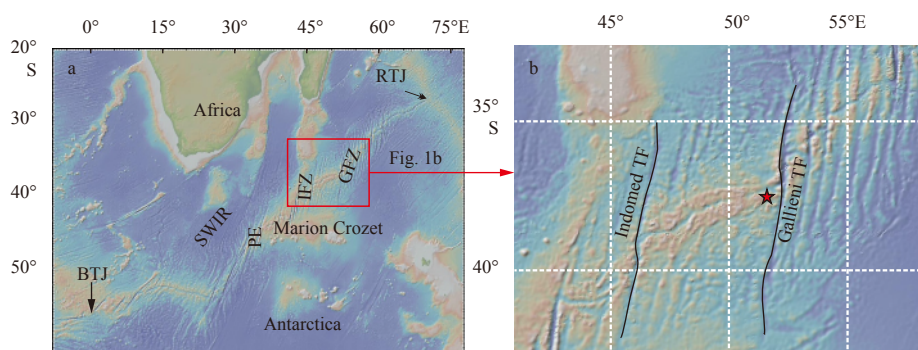 0°
15°
30°
45°
60°
75°E
20°
S
30°
40°
50°
a
Africa
RTJ
SWIR
PE
IFZ
GFZ
Fig. 1b
Marion Crozet
BTJ
Antarctica
45°
50°
55°E
35°
S
40°
b
Indomed TF
Gallieni TF